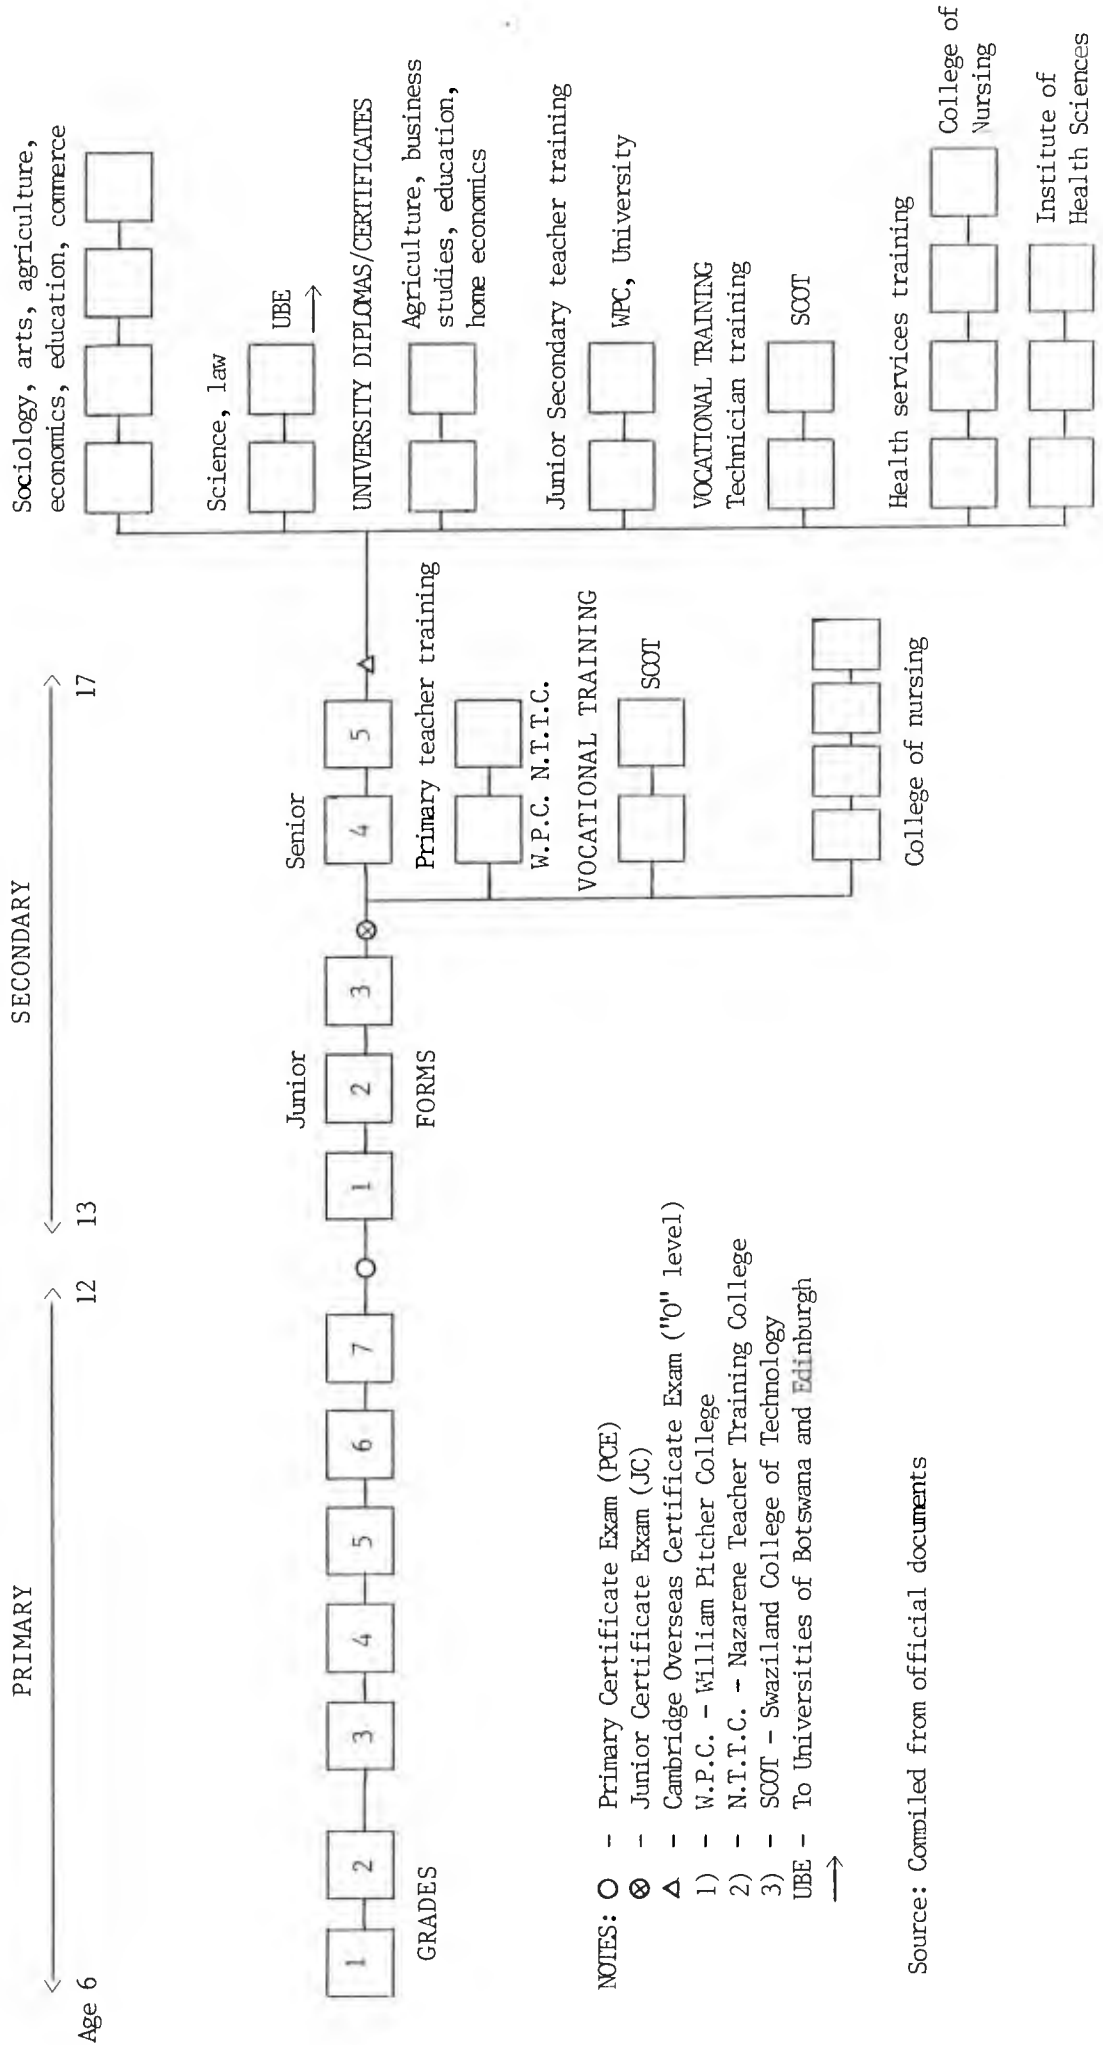 PRIMARY
SECONDARY
Age 6
12
13
17
Junior
Senior
1
2
3
4
5
6
7
1
2
3
4
5
GRADES
FORMS
Primary teacher training
W.P.C. N.T.T.C.
VOCATIONAL TRAINING
SCOT
College of nursing
Sociology, arts, agriculture,
economics, education, commerce
Science, law
UBE
→
UNIVERSITY DIPLOMAS/CERTIFICATES
Agriculture, business
studies, education,
home economics
Junior Secondary teacher training
WPC, University
VOCATIONAL TRAINING
Technician training
SCOT
Health services training
College of
Nursing
Institute of
Health Sciences
NOTES: O - Primary Certificate Exam (PCE)
⊗ - Junior Certificate Exam (JC)
△ - Cambridge Overseas Certificate Exam ("O" level)
1) - W.P.C. - William Pitcher College
2) - N.T.T.C. - Nazarene Teacher Training College
3) - SCOT - Swaziland College of Technology
UBE - To Universities of Botswana and Edinburgh
→
Source: Compiled from official documents